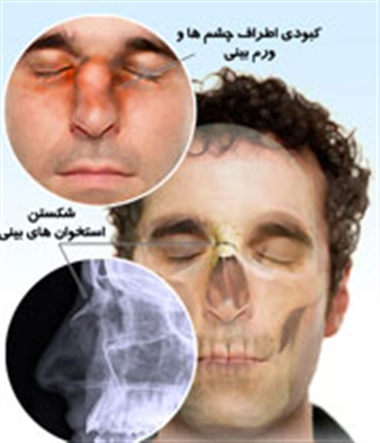 کبودی اطراف چشم ها و
ورم بینی
شکستن
استخوان های بینی